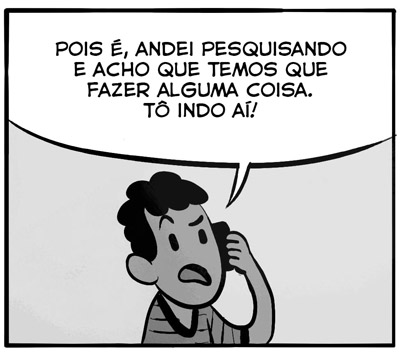 POIS É, ANDEI PESQUISANDO
E ACHO QUE TEMOS QUE
FAZER ALGUMA COISA.
TÔ INDO AÍ!